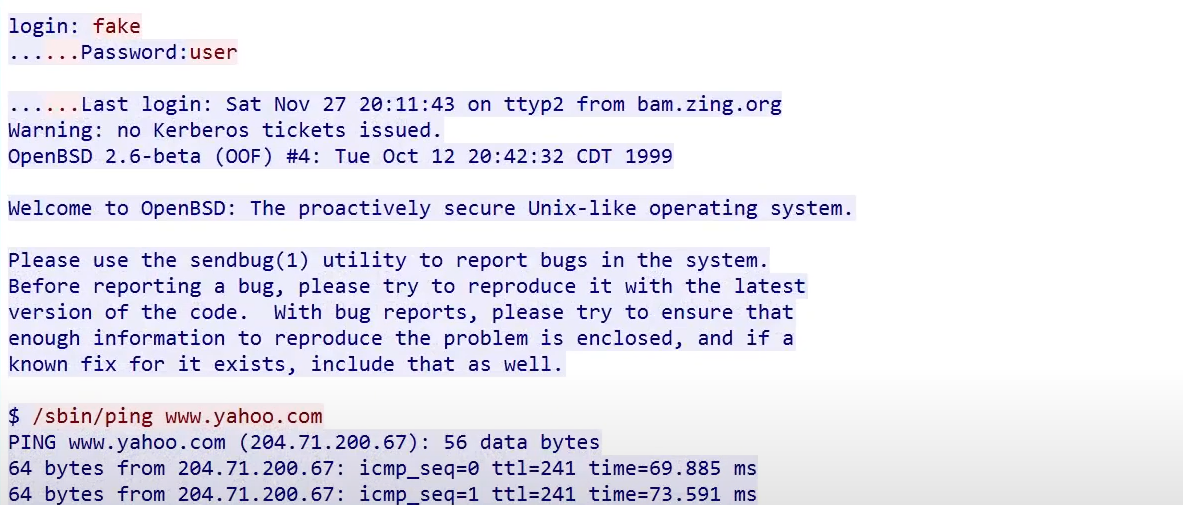 login: fake
......Password:user
......Last login: Sat Nov 27 20:11:43 on ttyp2 from bam.zing.org
Warning: no Kerberos tickets issued.
OpenBSD 2.6-beta (OOF) #4: Tue Oct 12 20:42:32 CDT 1999
Welcome to OpenBSD: The proactively secure Unix-like operating system.
Please use the sendbug(1) utility to report bugs in the system.
Before reporting a bug, please try to reproduce it with the latest
version of the code.  With bug reports, please try to ensure that
enough information to reproduce the problem is enclosed, and if a
known fix for it exists, include that as well.
$ /sbin/ping www.yahoo.com
PING www.yahoo.com (204.71.200.67): 56 data bytes
64 bytes from 204.71.200.67: icmp_seq=0 ttl=241 time=69.885 ms
64 bytes from 204.71.200.67: icmp_seq=1 ttl=241 time=73.591 ms